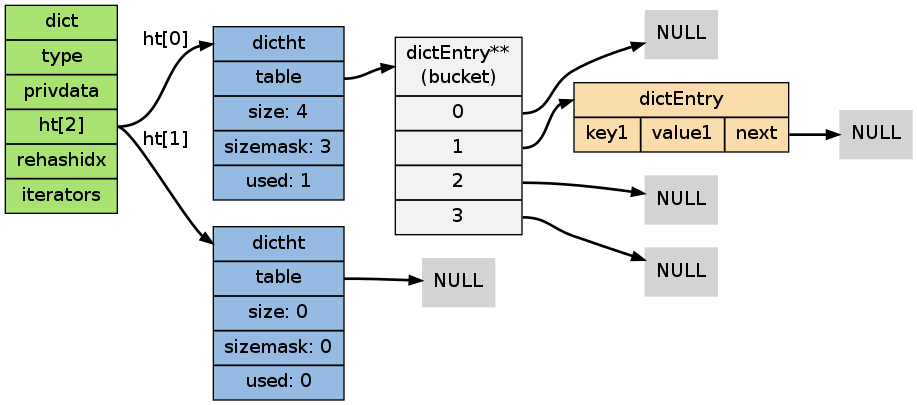 dict
type
privdata
ht[2]
rehashidx
iterators
ht[0]
ht[1]
dictht
table
size: 4
sizemask: 3
used: 1
dictht
table
size: 0
sizemask: 0
used: 0
dictEntry**
(bucket)
0
1
2
3
NULL
NULL
dictEntry
key1 value1 next
NULL
NULL
NULL